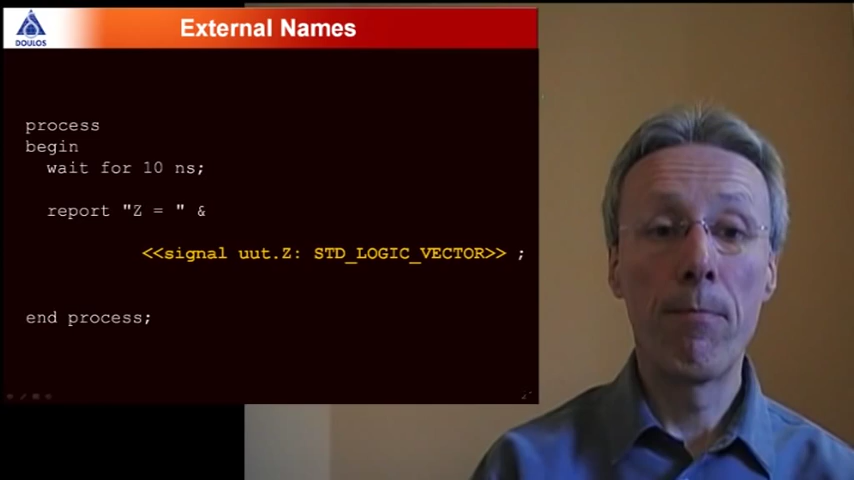 DOULOS
External Names
process
begin
wait for 10 ns;
report "Z = " &
<<signal uut.Z: STD_LOGIC_VECTOR>> ;
end process;